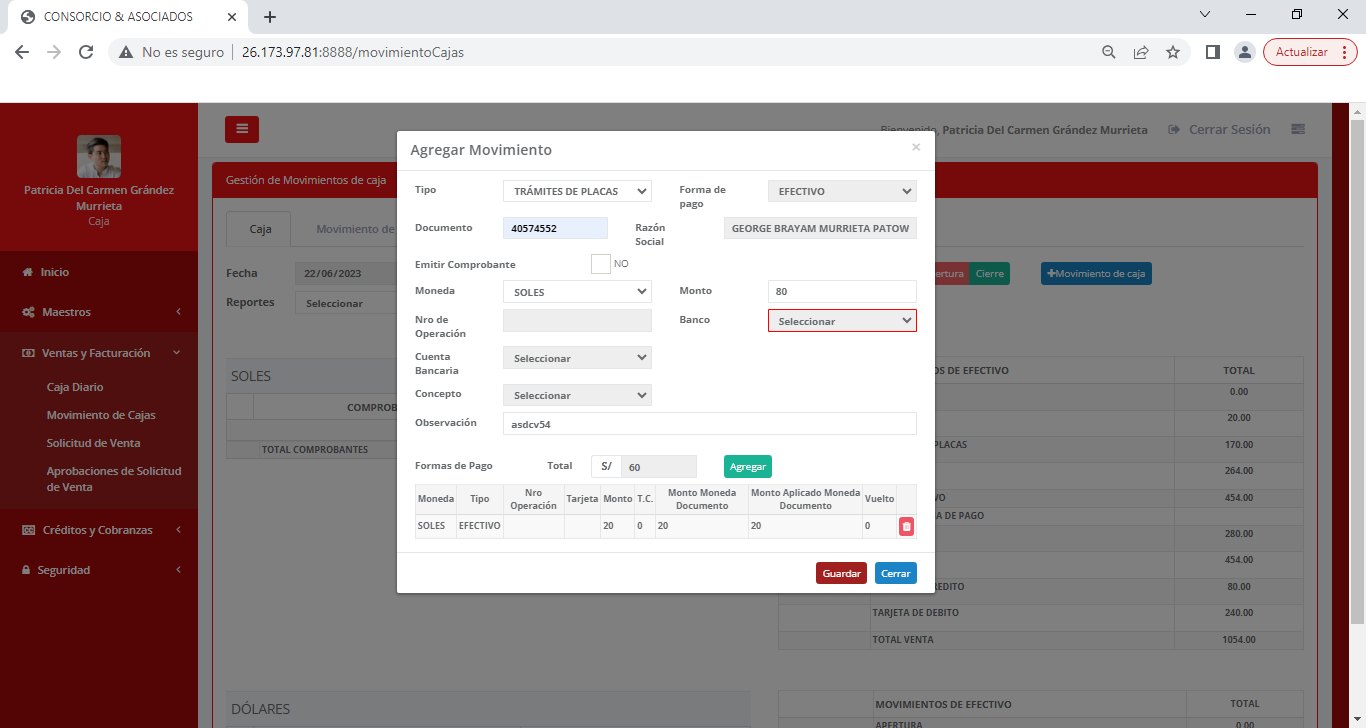 CONSORCIO & ASOCIADOS
No es seguro
26.173.97.81:8888/movimientoCajas
Actualizar
Patricia Del Carmen Grández
Murrieta
Caja
Inicio
Maestros
Ventas y Facturación
Caja Diario
Movimiento de Cajas
Solicitud de Venta
Aprobaciones de Solicitud
de Venta
Créditos y Cobranzas
Seguridad
Bienvenido, Patricia Del Carmen Grández Murrieta
Cerrar Sesión
Gestión de Movimientos de caja
Caja
Movimiento de
Fecha
22/06/2023
Reportes
Seleccionar
ertura
Cierre
Movimiento de caja
SOLES
COMPROB
TOTAL COMPROBANTES
OS DE EFECTIVO
TOTAL
0.00
20.00
PLACAS
170.00
264.00
VO
454.00
A DE PAGO
280.00
454.00
REDITO
80.00
TARJETA DE DEBITO
240.00
TOTAL VENTA
1054.00
DÓLARES
MOVIMIENTOS DE EFECTIVO
TOTAL
APERTURA
0.00
Agregar Movimiento
×
Tipo
TRÁMITES DE PLACAS
Forma de
pago
EFECTIVO
Documento
40574552
Razón
Social
GEORGE BRAYAM MURRIETA PATOW
Emitir Comprobante
NO
Moneda
SOLES
Monto
80
Nro de
Operación
Banco
Seleccionar
Cuenta
Bancaria
Seleccionar
Concepto
Seleccionar
Observación
asdcv54
Formas de Pago
Total
S/
60
Agregar
Moneda
Tipo
Nro
Operación
Tarjeta
Monto
T.C.
Monto Moneda
Documento
Monto Aplicado Moneda
Documento
Vuelto
SOLES
EFECTIVO
20
0
20
20
0
Guardar
Cerrar